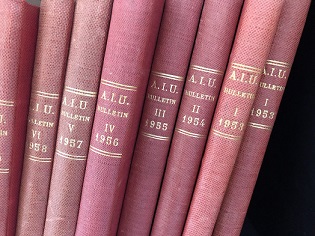 A.I.U.
BULLETIN
VI
1958
A.I.U.
BULLETIN
V
1957
A.I.U.
BULLETIN
IV
1956
A.I.U.
BULLETIN
III
1955
A.I.U.
BULLETIN
II
1954
A.I.U.
BULLETIN
I
1953
A.I.U.
BULLETIN
I
1953